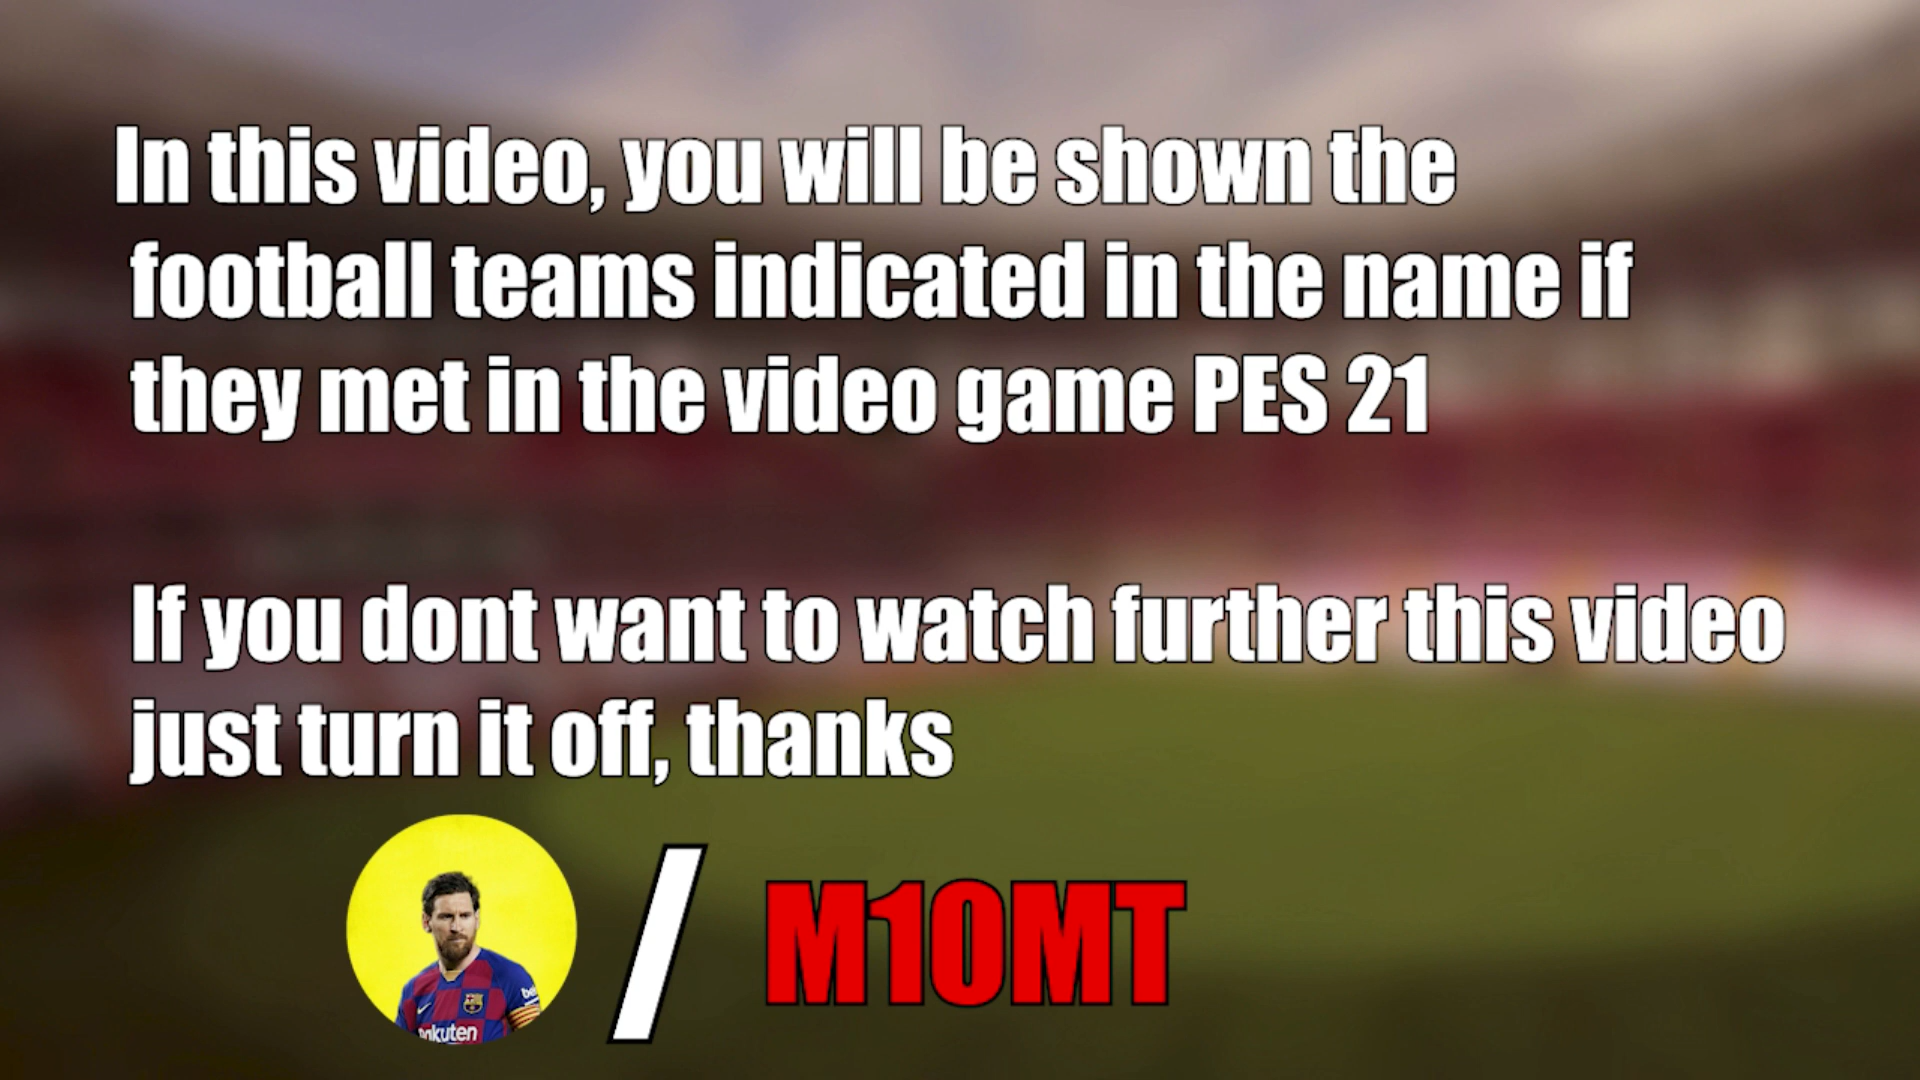 In this video, you will be shown the
football teams indicated in the name if
they met in the video game PES 21
If you dont want to watch further this video
just turn it off, thanks
/ M10MT
Rakuten